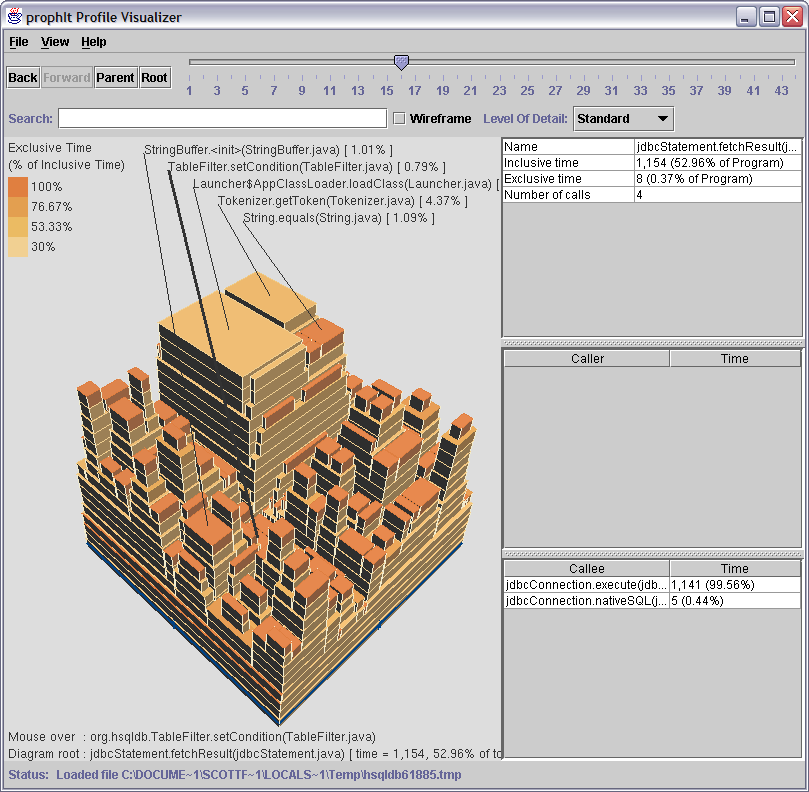 prophIt Profile Visualizer
File View Help
Back Forward Parent Root
1 3 5 7 9 11 13 15 17 19 21 23 25 27 29 31 33 35 37 39 41 43
Search: Wireframe Level Of Detail: Standard
Exclusive Time
(% of Inclusive Time)
100%
76.67%
53.33%
30%
StringBuffer.<init>(StringBuffer.java) [ 1.01% ]
TableFilter.setCondition(TableFilter.java) [ 0.79% ]
Launcher$AppClassLoader.loadClass(Launcher.java) [
Tokenizer.getToken(Tokenizer.java) [ 4.37% ]
String.equals(String.java) [ 1.09% ]
Name jdbcStatement.fetchResult(j...
Inclusive time 1,154 (52.96% of Program)
Exclusive time 8 (0.37% of Program)
Number of calls 4
Caller Time
Callee Time
jdbcConnection.execute(jdb... 1,141 (99.56%)
jdbcConnection.nativeSQL(j... 5 (0.44%)
Mouse over : org.hsqldb.TableFilter.setCondition(TableFilter.java)
Diagram root : jdbcStatement.fetchResult(jdbcStatement.java) [ time = 1,154, 52.96% of to
Status: Loaded file C:\DOCUME~1\SCOTTF~1\LOCALS~1\Temp\hsqldb61885.tmp